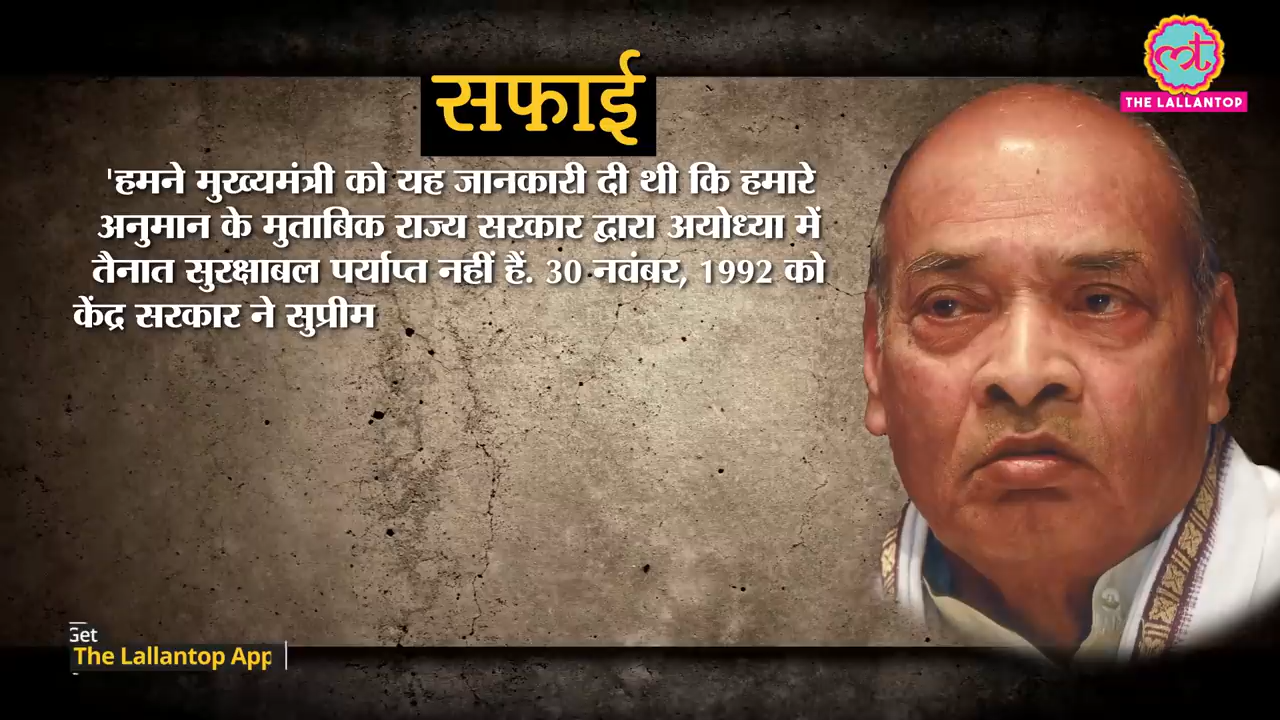 सफाई
'हमने मुख्यमंत्री को यह जानकारी दी थी कि हमारे
अनुमान के मुताबिक राज्य सरकार द्वारा अयोध्या में
तैनात सुरक्षाबल पर्याप्त नहीं हैं. 30 नवंबर, 1992 को
केंद्र सरकार ने सुप्रीम
THE LALLANTOP
Get
The Lallantop App